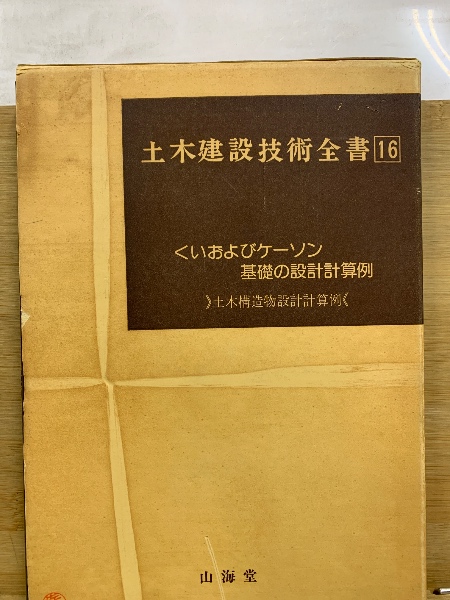 土木建設技術全書 16
くいおよびケーソン
基礎の設計計算例
》土木構造物設計計算例《
山海堂